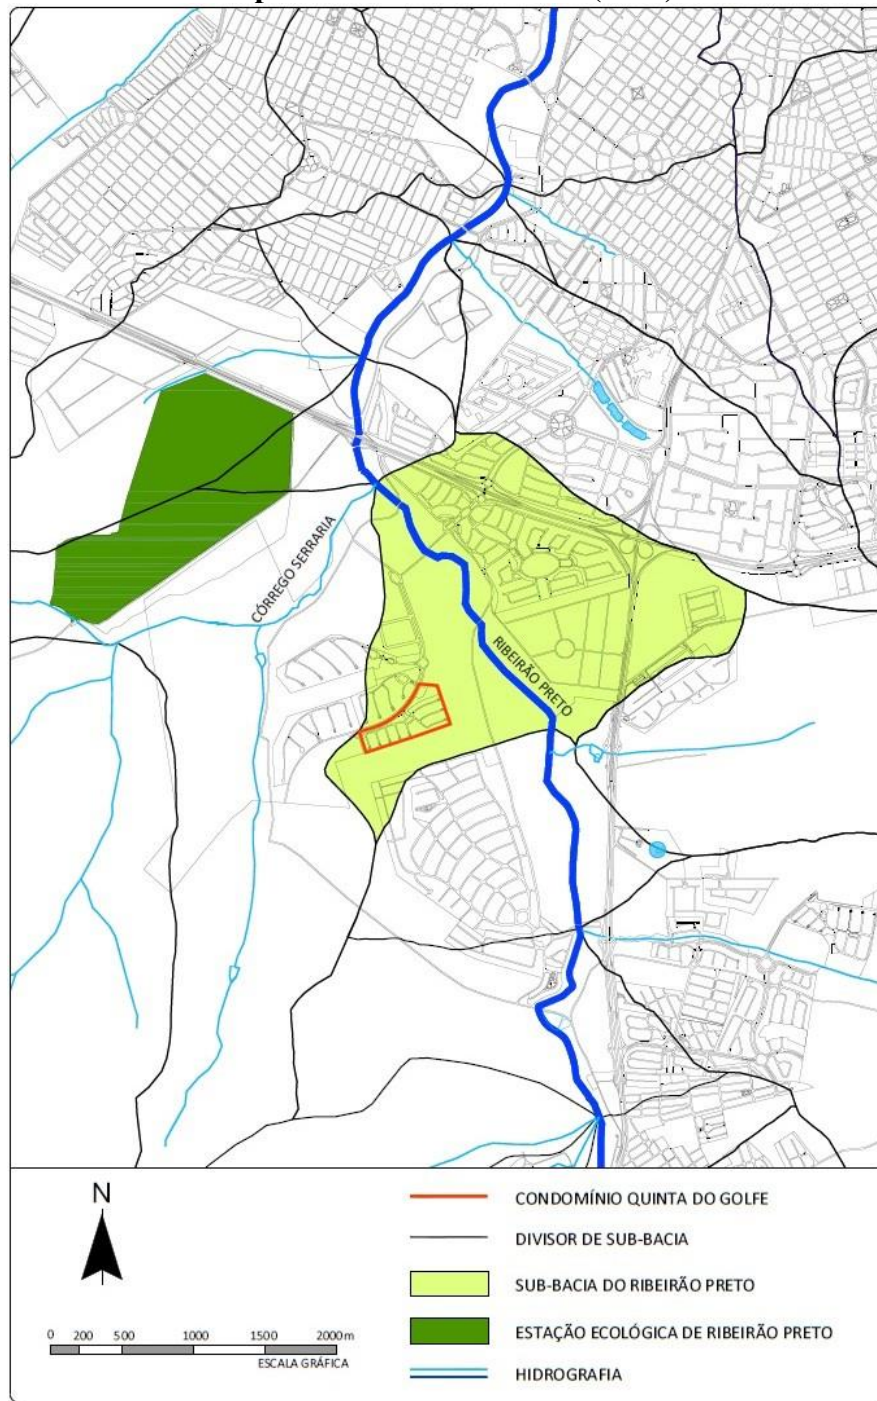 CÓRREGO SERRARIA
RIBEIRÃO PRETO
N
0 200 500 1000 1500 2000 m
ESCALA GRÁFICA
CONDOMÍNIO QUINTA DO GOLFE
DIVISOR DE SUB-BACIA
SUB-BACIA DO RIBEIRÃO PRETO
ESTAÇÃO ECOLÓGICA DE RIBEIRÃO PRETO
HIDROGRAFIA